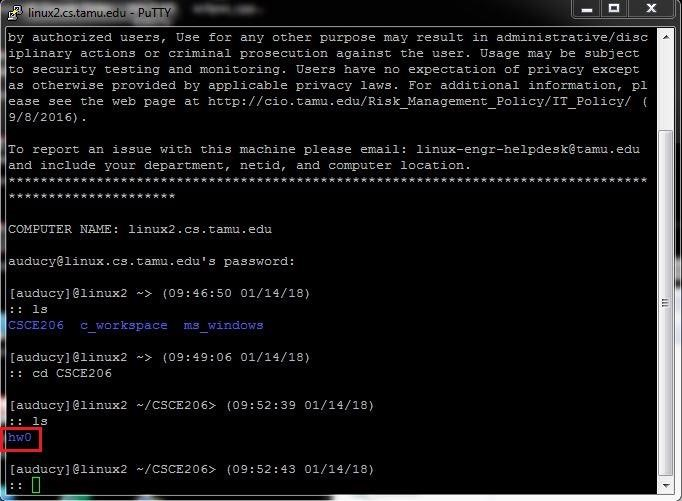 linux2.cs.tamu.edu - PuTTY
by authorized users, Use for any other purpose may result in administrative/disc
iplinary actions or criminal prosecution against the user. Usage may be subject
to security testing and monitoring. Users have no expectation of privacy except
as otherwise provided by applicable privacy laws. For additional information, pl
ease see the web page at http://cio.tamu.edu/Risk_Management_Policy/IT_Policy/ (
9/8/2016).
To report an issue with this machine please email: linux-engr-helpdesk@tamu.edu
and include your department, netid, and computer location.
********************************************************************************
*********************
COMPUTER NAME: linux2.cs.tamu.edu
auducy@linux.cs.tamu.edu's password:
[auducy]@linux2 ~> (09:46:50 01/14/18)
:: ls
CSCE206  c_workspace  ms_windows
[auducy]@linux2 ~> (09:49:06 01/14/18)
:: cd CSCE206
[auducy]@linux2 ~/CSCE206> (09:52:39 01/14/18)
:: ls
hw0
[auducy]@linux2 ~/CSCE206> (09:52:43 01/14/18)
::